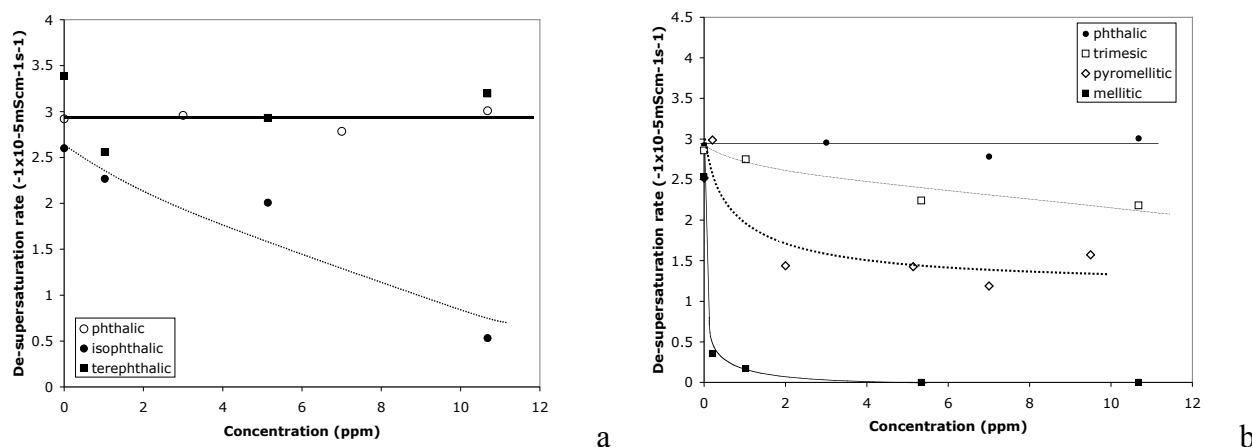 De-supersaturation rate (-1x10-5mScm-1s-1)
4
3.5
3
2.5
2
1.5
1
0.5
0
phthalic
isophthalic
terephthalic
0 2 4 6 8 10 12
Concentration (ppm)
a
De-supersaturation rate (-1x10-5mScm-1s-1)
4.5
4
3.5
3
2.5
2
1.5
1
0.5
0
phthalic
trimesic
pyromellitic
mellitic
0 2 4 6 8 10 12
Concentration (ppm)
b